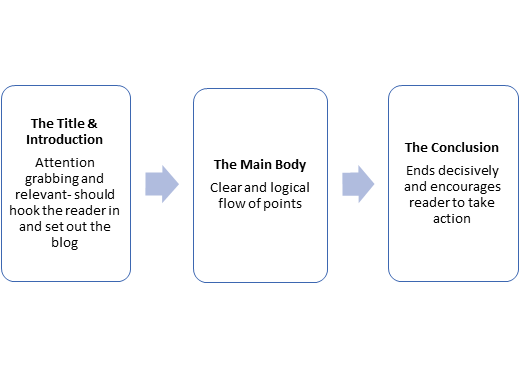 The Title &
Introduction
Attention
grabbing and
relevant- should
hook the reader in
and set out the
blog
The Main Body
Clear and logical
flow of points
The Conclusion
Ends decisively
and encourages
reader to take
action